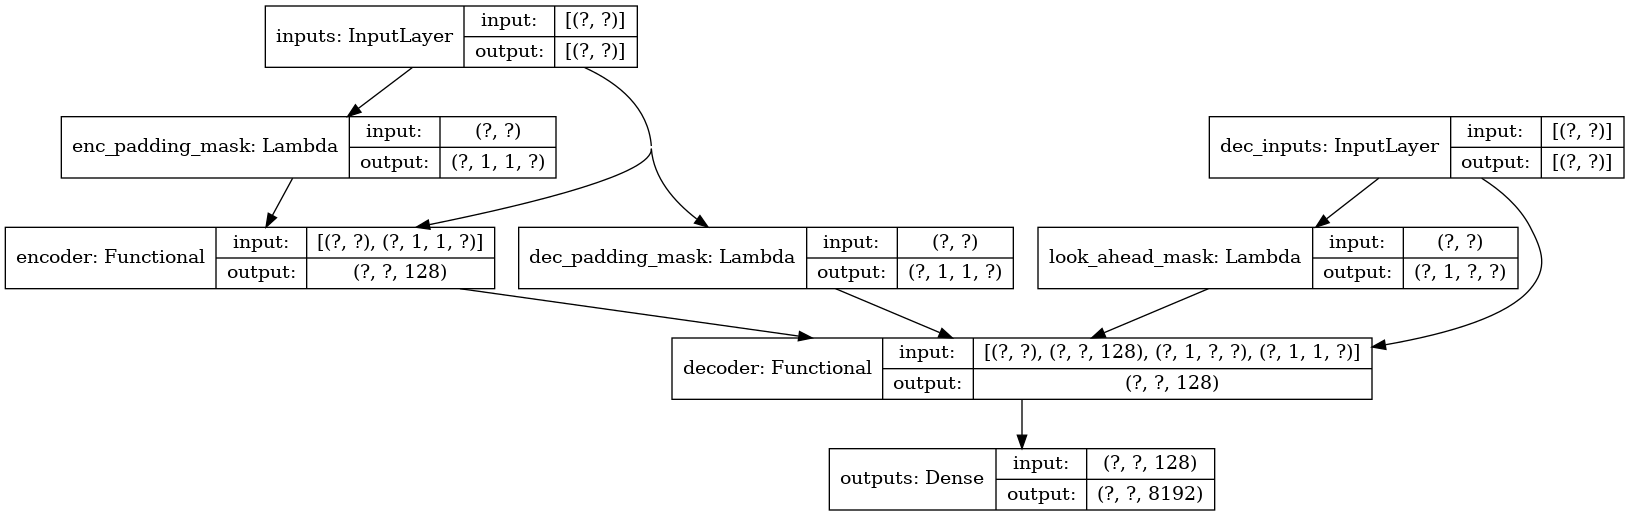 inputs: InputLayer
input: [(?, ?)]
output: [(?, ?)]
enc_padding_mask: Lambda
input: (?, ?)
output: (?, 1, 1, ?)
dec_inputs: InputLayer
input: [(?, ?)]
output: [(?, ?)]
encoder: Functional
input: [(?, ?), (?, 1, 1, ?)]
output: (?, ?, 128)
dec_padding_mask: Lambda
input: (?, ?)
output: (?, 1, 1, ?)
look_ahead_mask: Lambda
input: (?, ?)
output: (?, 1, ?, ?)
decoder: Functional
input: [(?, ?), (?, ?, 128), (?, 1, ?, ?), (?, 1, 1, ?)]
output: (?, ?, 128)
outputs: Dense
input: (?, ?, 128)
output: (?, ?, 8192)